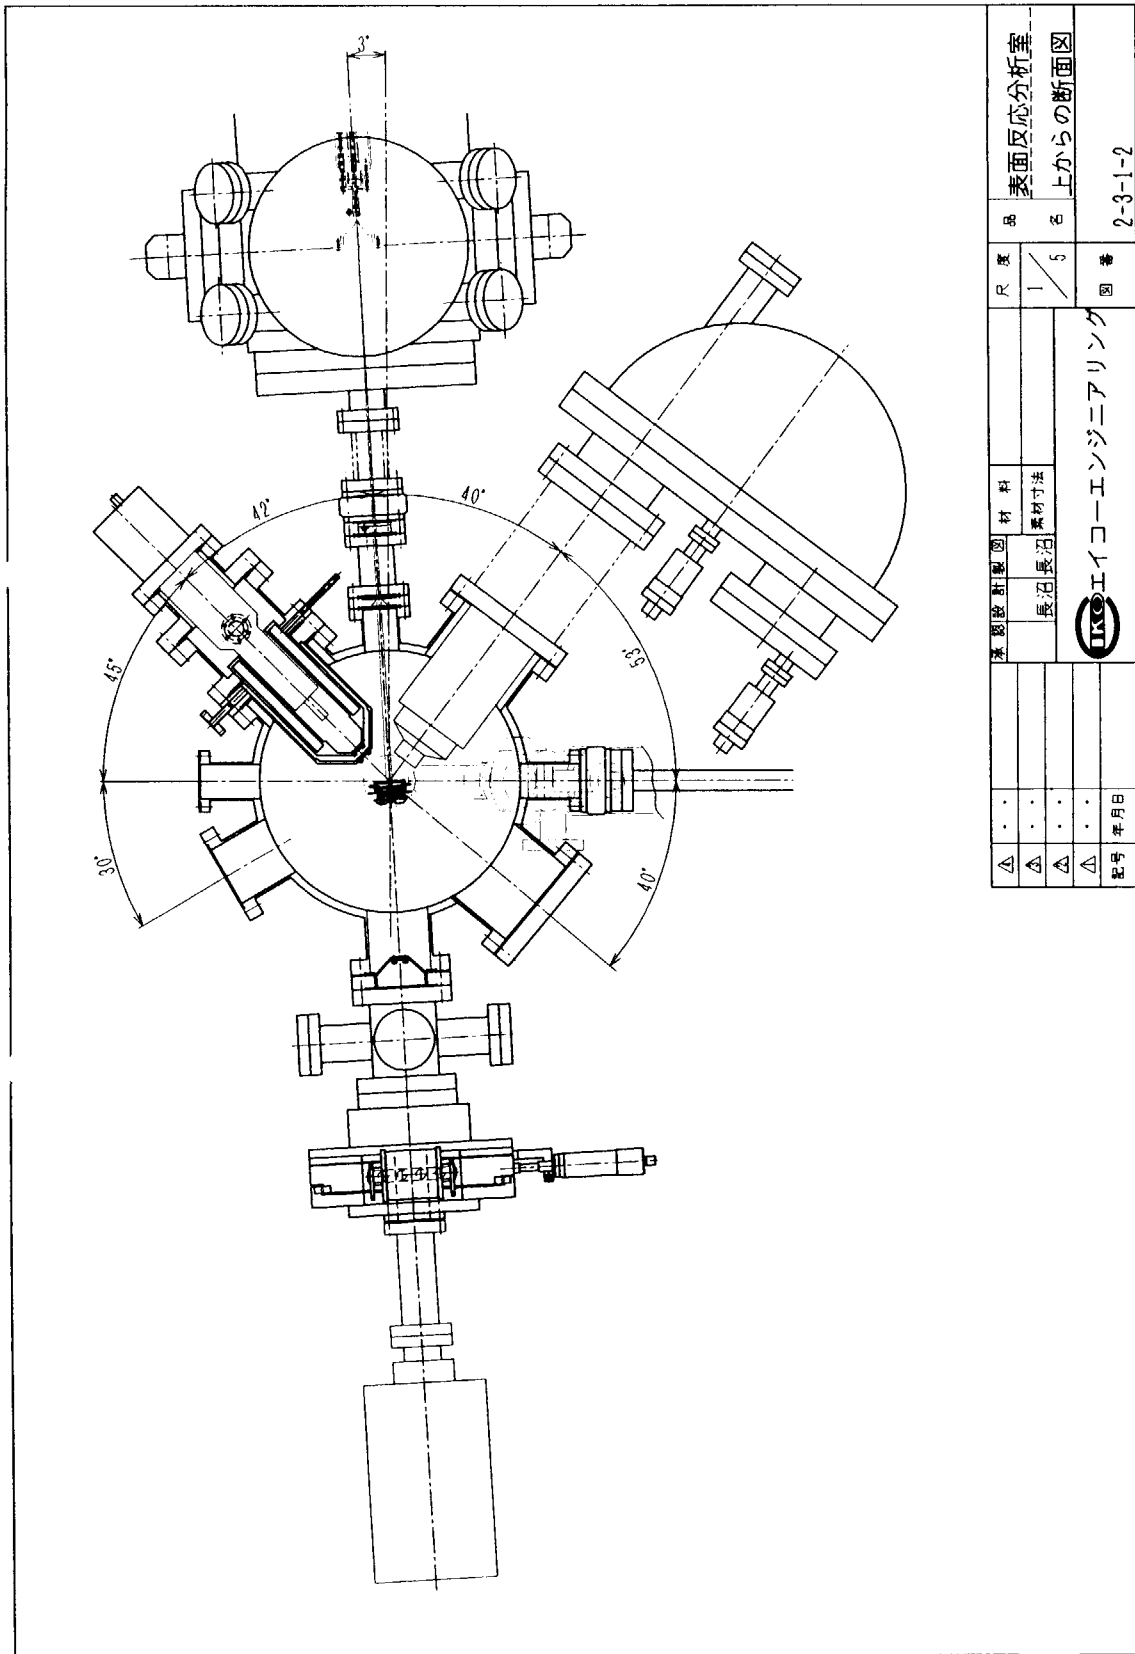 3°
42°
40°
45°
53°
30°
40°
品名
表面反応分析室
上からの断面図
尺度
1/5
図番
2-3-1-2
材料
素材寸法
承認 設計 製図
長沼 長沼
エイコーエンジニアリング
記号 年月日